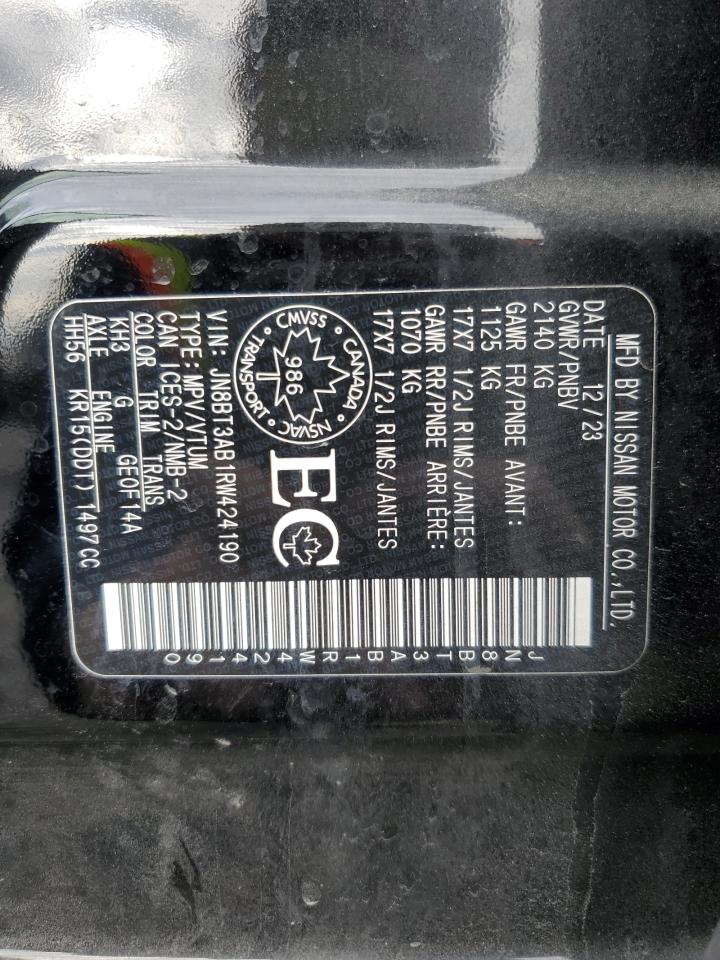 MFD BY NISSAN MOTOR CO.,LTD.
DATE 12/23
GVWR/PNBV
2140 KG
GAWR FR/PNBE AVANT:
1125 KG
17X7 1/2J RIMS/JANTES
GAWR RR/PNBE ARRIERE:
1070 KG
17X7 1/2J RIMS/JANTES
CMVSS · CANADA · NSVAC · TRANSPORT ·
986
EC
VIN: JN8BT3AB1RW424190
TYPE:MPV/VTUM
CAN ICES-2/NNB-2
COLOR TRIM TRANS
KH3 G GE0F14A
AXLE ENGINE
HH56 KR15(DDT) 1497CC
JN8BT3AB1RW424190